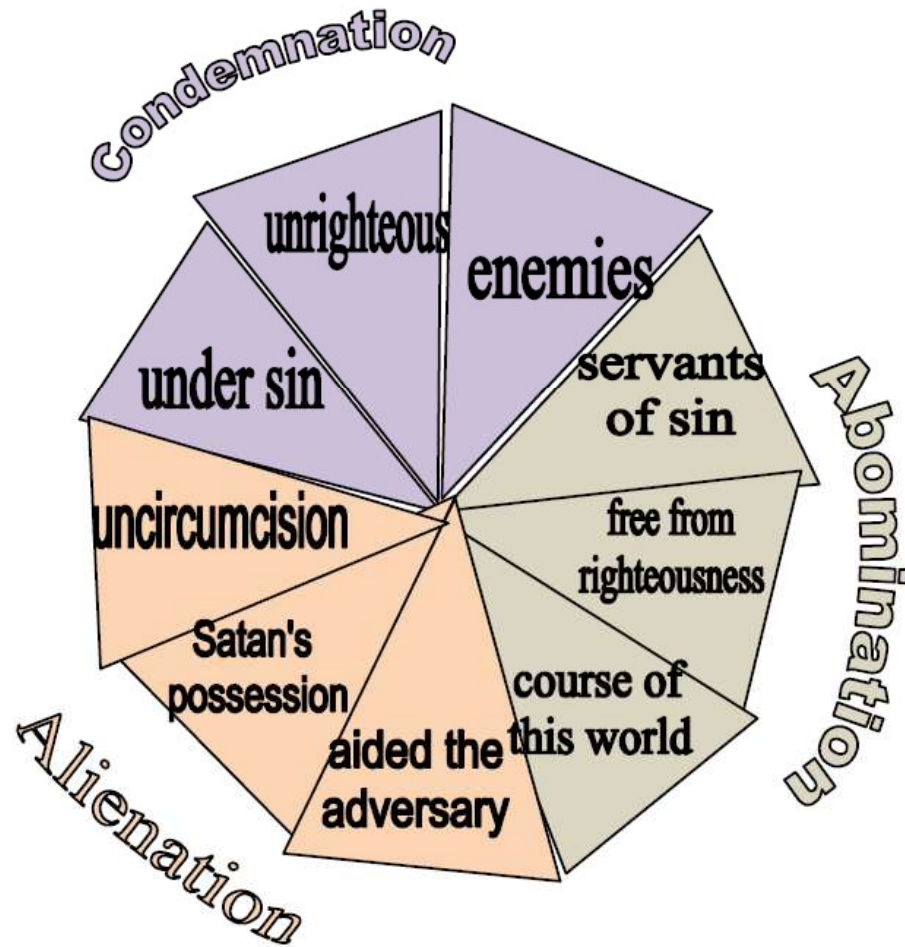 Condemnation
unrighteous
enemies
under sin
servants
of sin
Abomination
free from
righteousness
uncircumcision
Satan's
possession
course of
this world
aided the
adversary
Alienation